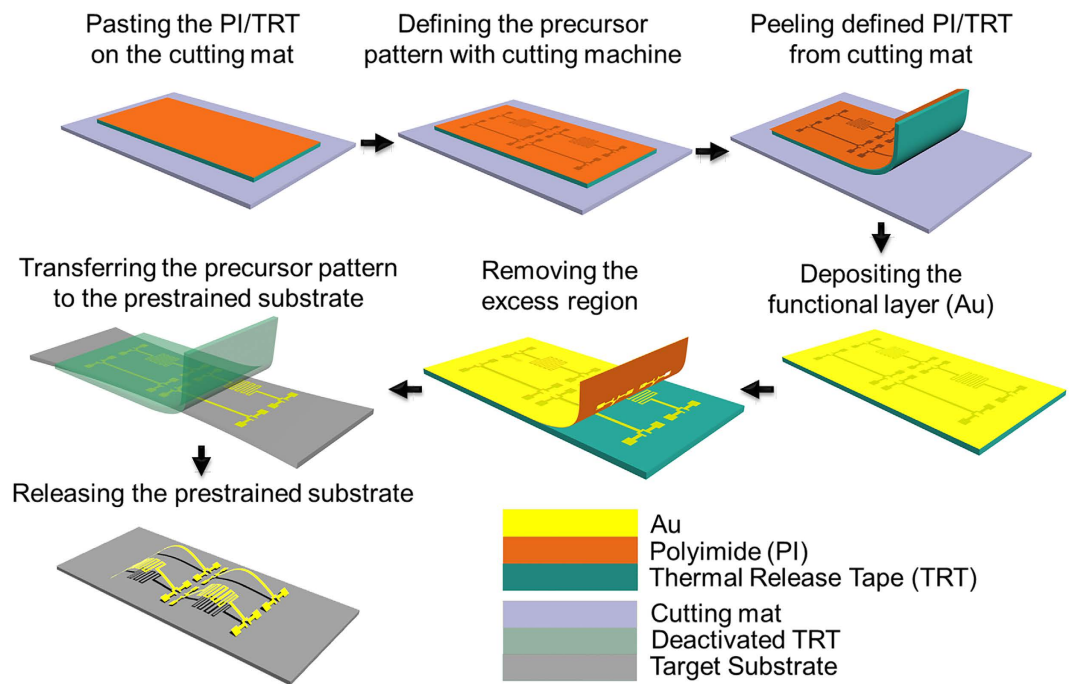 Pasting the PI/TRT
on the cutting mat
Defining the precursor
pattern with cutting machine
Peeling defined PI/TRT
from cutting mat
Transferring the precursor pattern
to the prestrained substrate
Removing the
excess region
Depositing the
functional layer (Au)
Releasing the prestrained substrate
Au
Polyimide (PI)
Thermal Release Tape (TRT)
Cutting mat
Deactivated TRT
Target Substrate